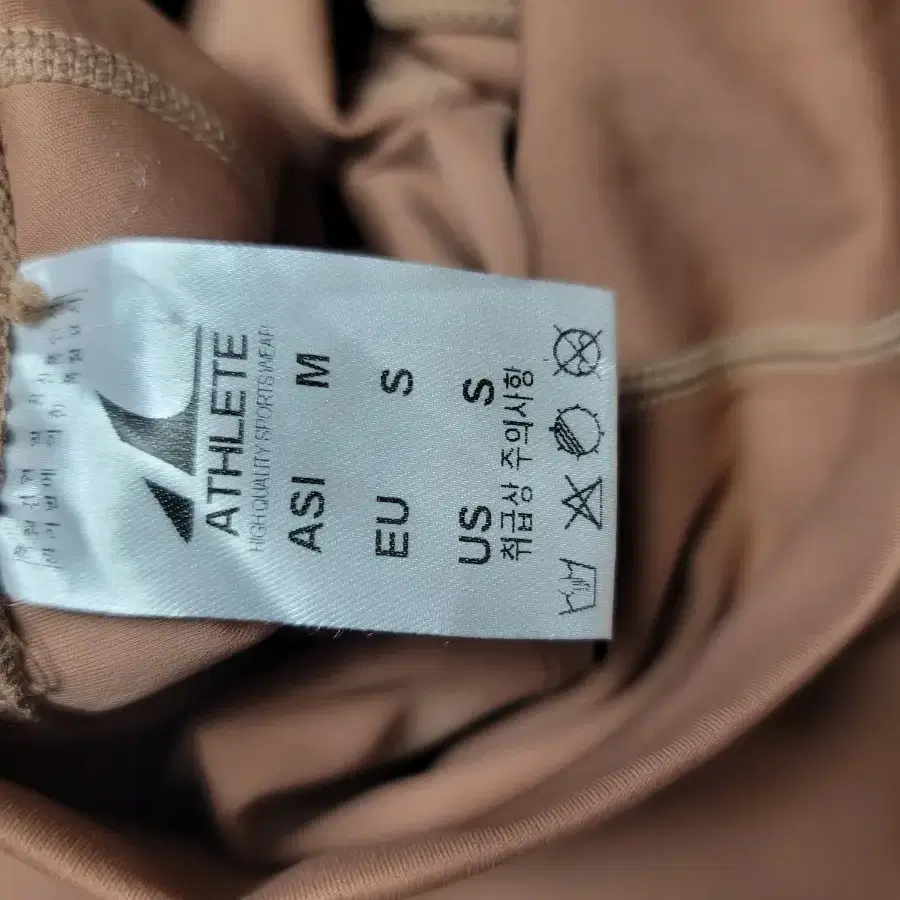 ATHLETE
HIGH QUALITY SPORTSWEAR
ASI M
EU S
US S
취급상 주의사항